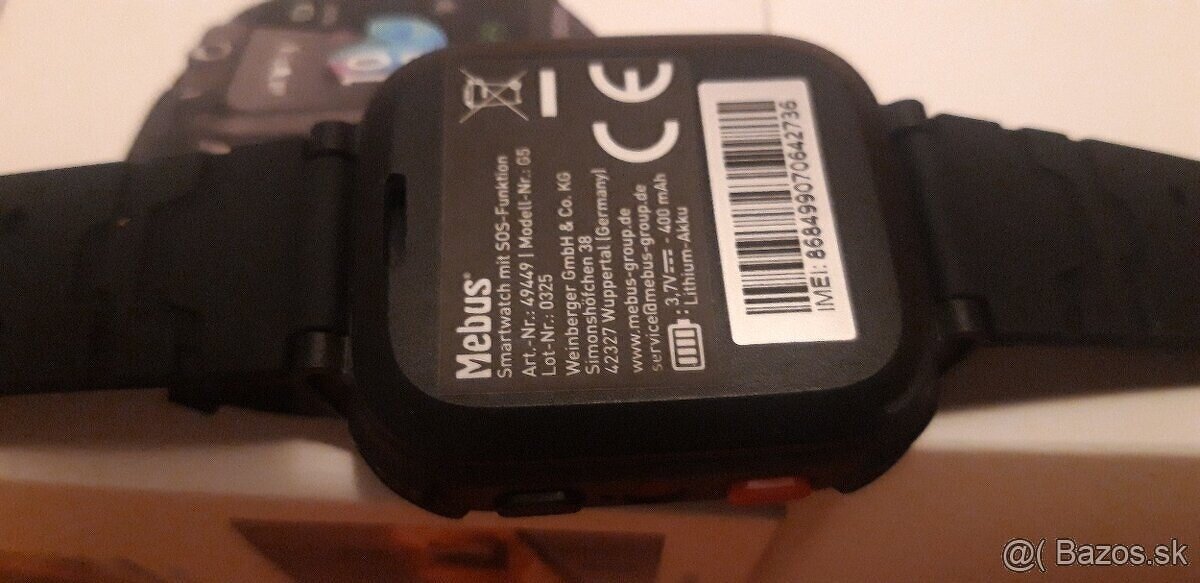 Mebus®
Smartwatch mit SOS-Funktion
Art.-Nr.: 49449 | Modell-Nr.: G5
Lot-Nr.: 0325
Weinberger GmbH & Co. KG
Simonshöfchen 38
42327 Wuppertal (Germany)
www.mebus-group.de
service@mebus-group.de
: 3,7V - 400 mAh
Lithium-Akku
CE
IMEI: 868499070642736
@( Bazos.sk